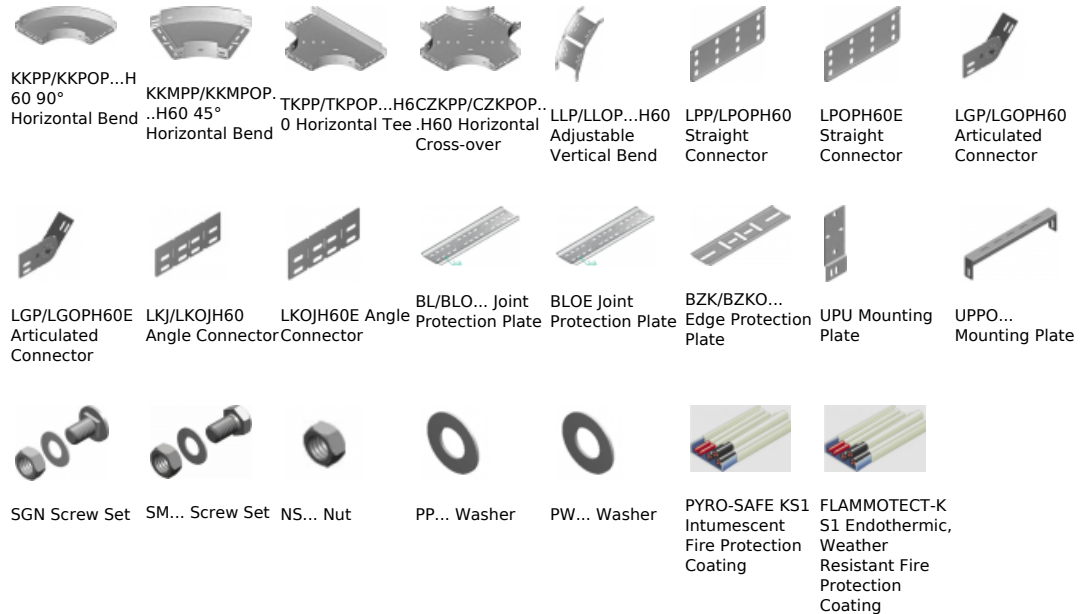 KKPP/KKPOP...H
60 90°
Horizontal Bend
KKMPP/KKMPOP.
..H60 45°
Horizontal Bend
TKPP/TKPOP...H6
0 Horizontal Tee
CZKPP/CZKPOP..
.H60 Horizontal
Cross-over
LLP/LLOP...H60
Adjustable
Vertical Bend
LPP/LPOPH60
Straight
Connector
LPOPH60E
Straight
Connector
LGP/LGOPH60
Articulated
Connector
LGP/LGOPH60E
Articulated
Connector
LKJ/LKOJH60
Angle Connector
LKOJH60E Angle
Connector
BL/BLO... Joint
Protection Plate
BLOE Joint
Protection Plate
BZK/BZKO...
Edge Protection
Plate
UPU Mounting
Plate
UPPO...
Mounting Plate
SGN Screw Set
SM... Screw Set
NS... Nut
PP... Washer
PW... Washer
PYRO-SAFE KS1
Intumescent
Fire Protection
Coating
FLAMMOTECT-K
S1 Endothermic,
Weather
Resistant Fire
Protection
Coating